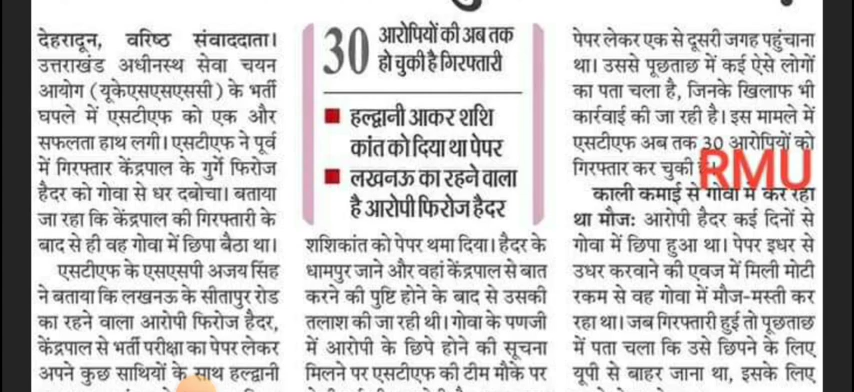 देहरादून, वरिष्ठ संवाददाता।
उत्तराखंड अधीनस्थ सेवा चयन
आयोग (यूकेएसएसएससी) के भर्ती
घपले में एसटीएफ को एक और
सफलता हाथ लगी। एसटीएफ ने पूर्व
में गिरफ्तार केंद्रपाल के गुर्गे फिरोज
हैदर को गोवा से धर दबोचा। बताया
जा रहा कि केंद्रपाल की गिरफ्तारी के
बाद से ही वह गोवा में छिपा बैठा था।
एसटीएफ के एसएसपी अजय सिंह
ने बताया कि लखनऊ के सीतापुर रोड
का रहने वाला आरोपी फिरोज हैदर,
केंद्रपाल से भर्ती परीक्षा का पेपर लेकर
अपने कुछ साथियों के साथ हल्द्वानी
30 आरोपियों की अब तक
हो चुकी है गिरफ्तारी
हल्द्वानी आकर शशि
कांत को दिया था पेपर
लखनऊ का रहने वाला
है आरोपी फिरोज हैदर
शशिकांत को पेपर थमा दिया। हैदर के
धामपुर जाने और वहां केंद्रपाल से बात
करने की पुष्टि होने के बाद से उसकी
तलाश की जा रही थी। गोवा के पणजी
में आरोपी के छिपे होने की सूचना
मिलने पर एसटीएफ की टीम मौके पर
पेपर लेकर एक से दूसरी जगह पहुंचाना
था। उससे पूछताछ में कई ऐसे लोगों
का पता चला है, जिनके खिलाफ भी
कार्रवाई की जा रही है। इस मामले में
एसटीएफ अब तक 30 आरोपियों को
गिरफ्तार कर चुकी है।
RMU
काली कमाई से गोवा में कर रहा
था मौज: आरोपी हैदर कई दिनों से
गोवा में छिपा हुआ था। पेपर इधर से
उधर करवाने की एवज में मिली मोटी
रकम से वह गोवा में मौज-मस्ती कर
रहा था। जब गिरफ्तारी हुई तो पूछताछ
में पता चला कि उसे छिपने के लिए
यूपी से बाहर जाना था, इसके लिए